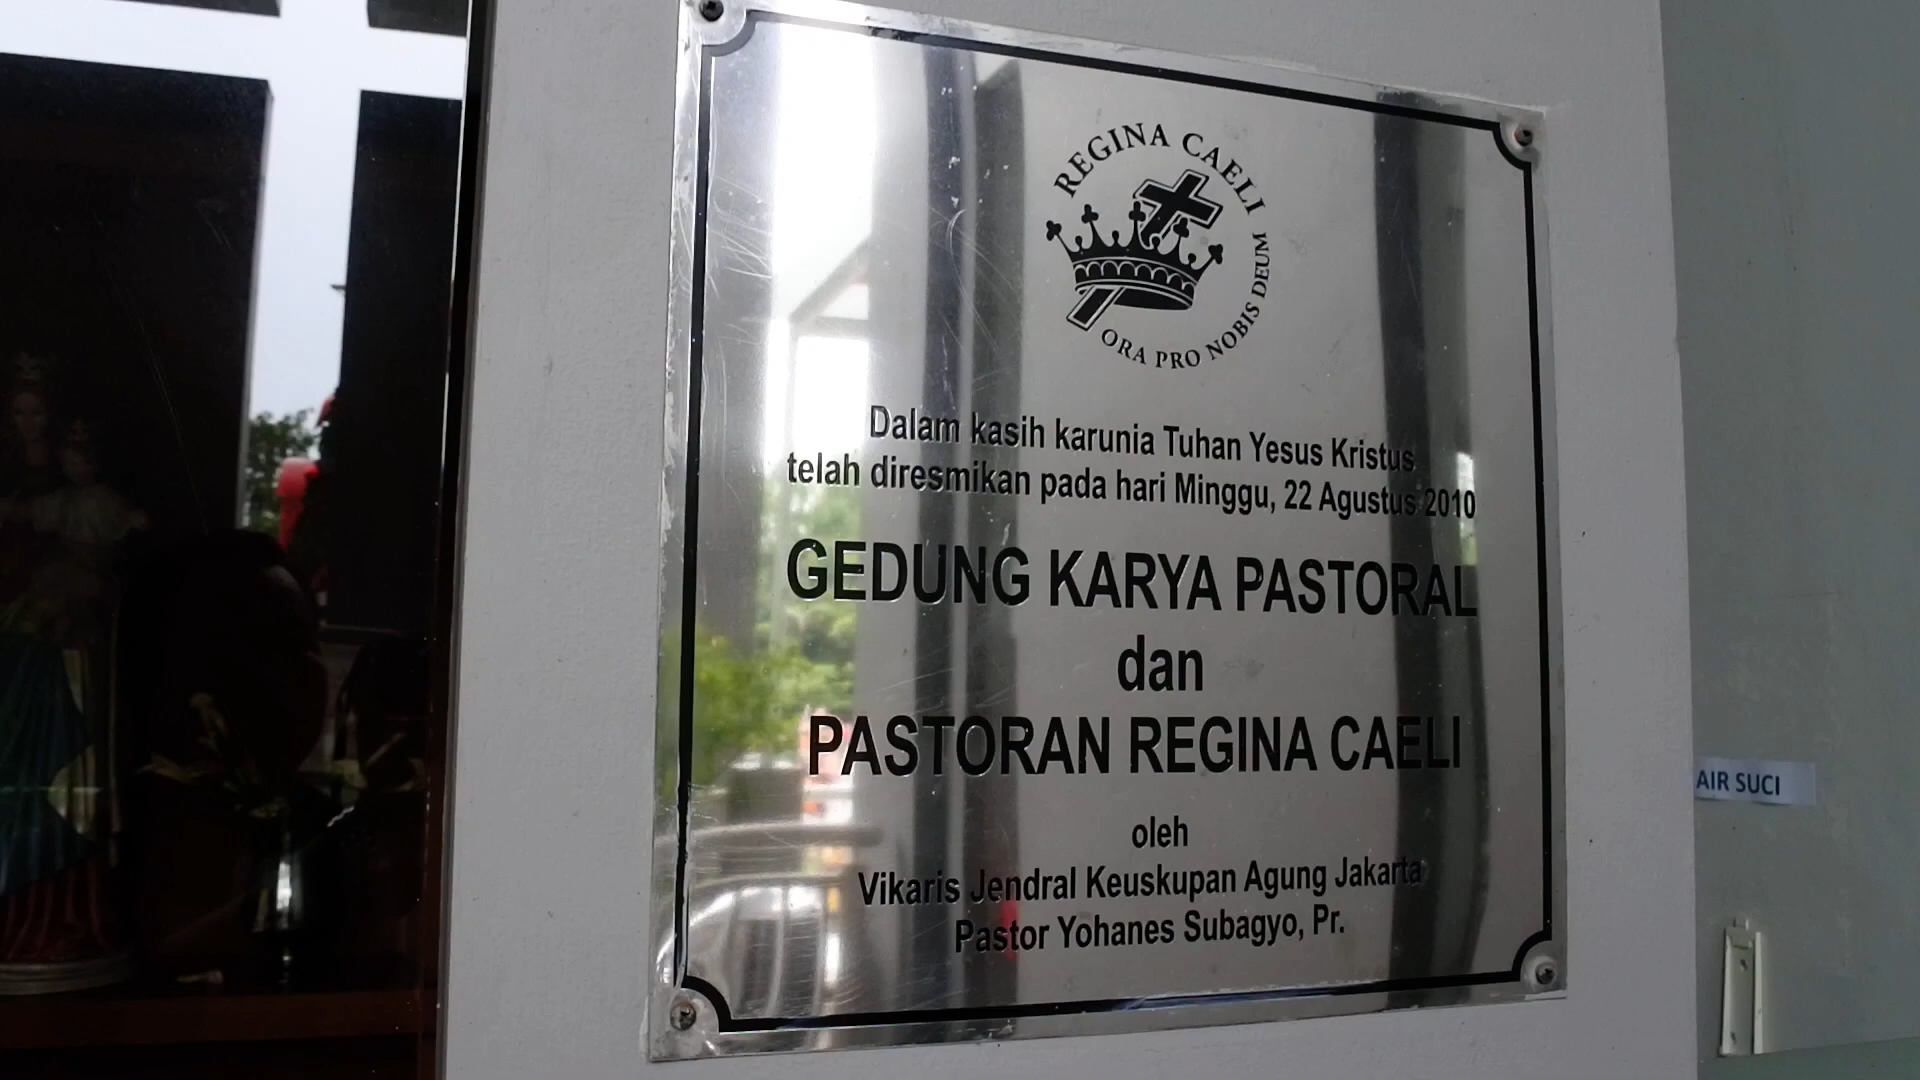 REGINA CAELI
ORA PRO NOBIS DEUM
Dalam kasih karunia Tuhan Yesus Kristus
telah diresmikan pada hari Minggu, 22 Agustus 2010
GEDUNG KARYA PASTORAL
dan
PASTORAN REGINA CAELI
oleh
Vikaris Jendral Keuskupan Agung Jakarta
Pastor Yohanes Subagyo, Pr.
AIR SUCI